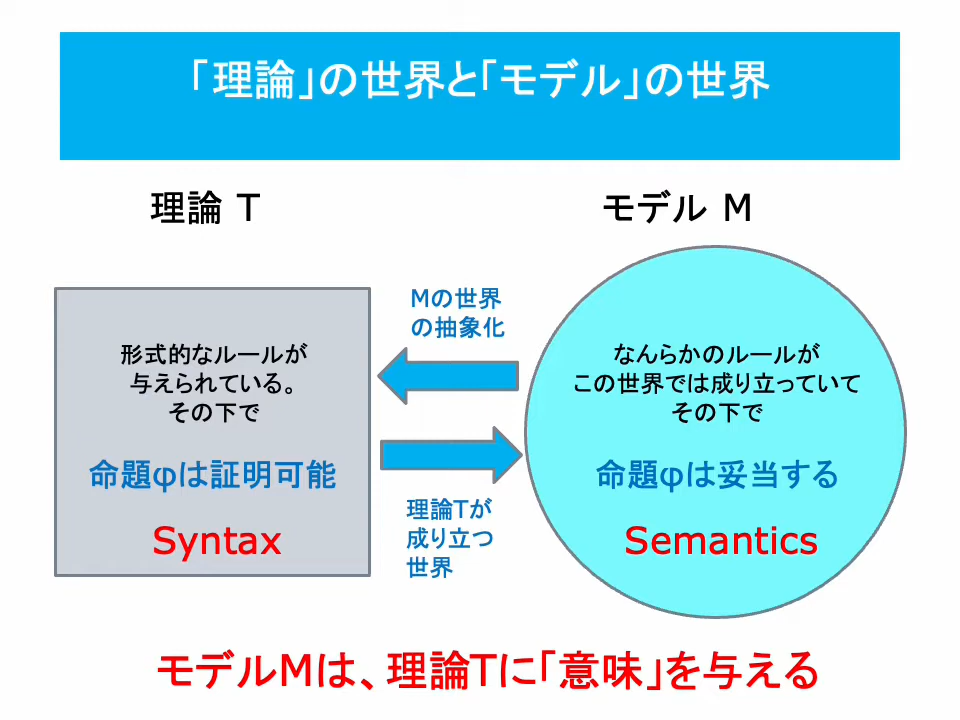 「理論」の世界と「モデル」の世界
理論 T
モデル M
形式的なルールが
与えられている。
その下で
命題φは証明可能
Syntax
Mの世界
の抽象化
理論Tが
成り立つ
世界
なんらかのルールが
この世界では成り立っていて
その下で
命題φは妥当する
Semantics
モデルMは、理論Tに「意味」を与える